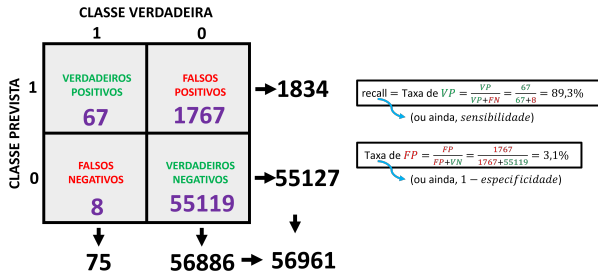 CLASSE VERDADEIRA
1 0
CLASSE PREVISTA
1
VERDADEIROS POSITIVOS
67
FALSOS POSITIVOS
1767
1834
0
FALSOS NEGATIVOS
8
VERDADEIROS NEGATIVOS
55119
55127
75
56886
56961
recall = Taxa de VP = VP/(VP+FN) = 67/(67+8) = 89,3%
(ou ainda, sensibilidade)
Taxa de FP = FP/(FP+VN) = 1767/(1767+55119) = 3,1%
(ou ainda, 1 − especificidade)